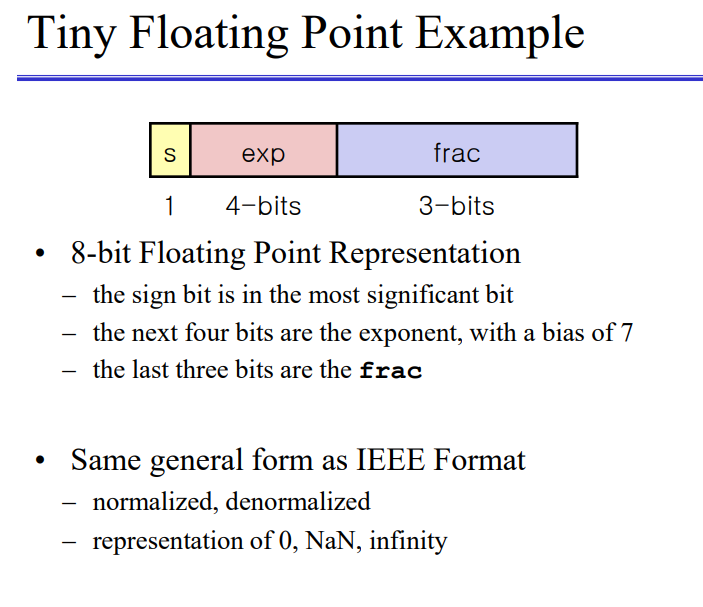 Tiny Floating Point Example
s exp frac
1 4-bits 3-bits
• 8-bit Floating Point Representation
– the sign bit is in the most significant bit
– the next four bits are the exponent, with a bias of 7
– the last three bits are the frac
• Same general form as IEEE Format
– normalized, denormalized
– representation of 0, NaN, infinity